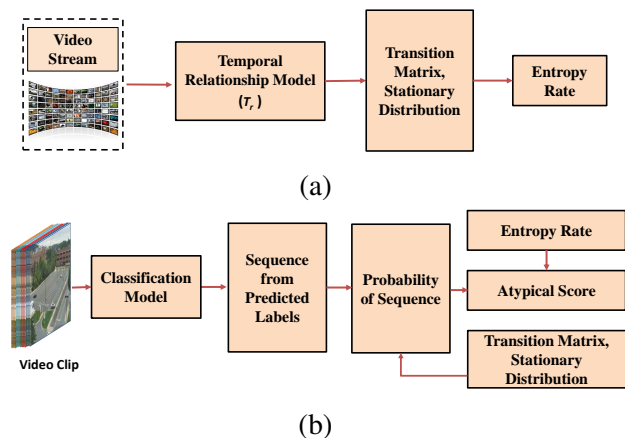 Video
Stream
Temporal
Relationship Model
(Tr)
Transition
Matrix,
Stationary
Distribution
Entropy
Rate
(a)
Video Clip
Classification
Model
Sequence
from
Predicted
Labels
Probability
of Sequence
Entropy Rate
Atypical Score
Transition Matrix,
Stationary
Distribution
(b)